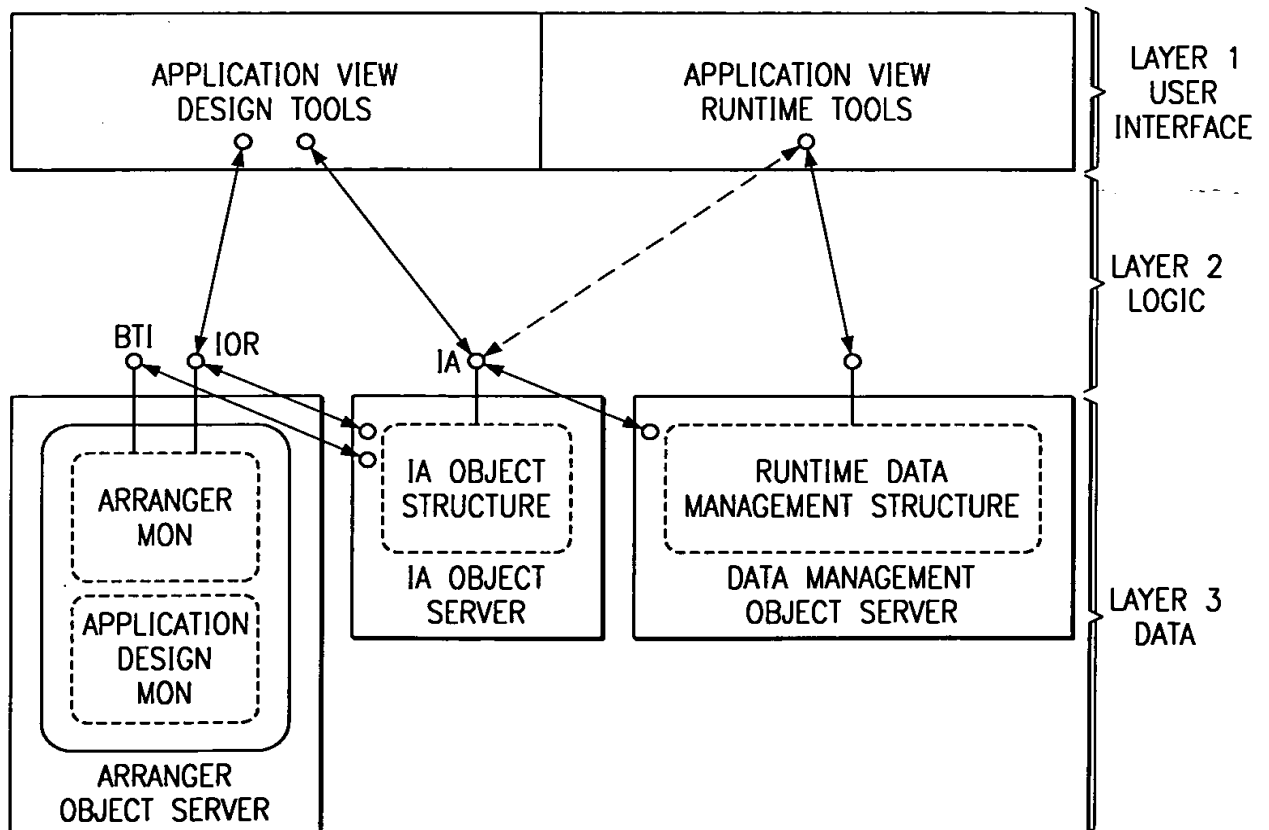 APPLICATION VIEW
DESIGN TOOLS
APPLICATION VIEW
RUNTIME TOOLS
LAYER 1
USER
INTERFACE
LAYER 2
LOGIC
BTI
IOR
IA
ARRANGER
MON
APPLICATION
DESIGN
MON
ARRANGER
OBJECT SERVER
IA OBJECT
STRUCTURE
IA OBJECT
SERVER
RUNTIME DATA
MANAGEMENT STRUCTURE
DATA MANAGEMENT
OBJECT SERVER
LAYER 3
DATA